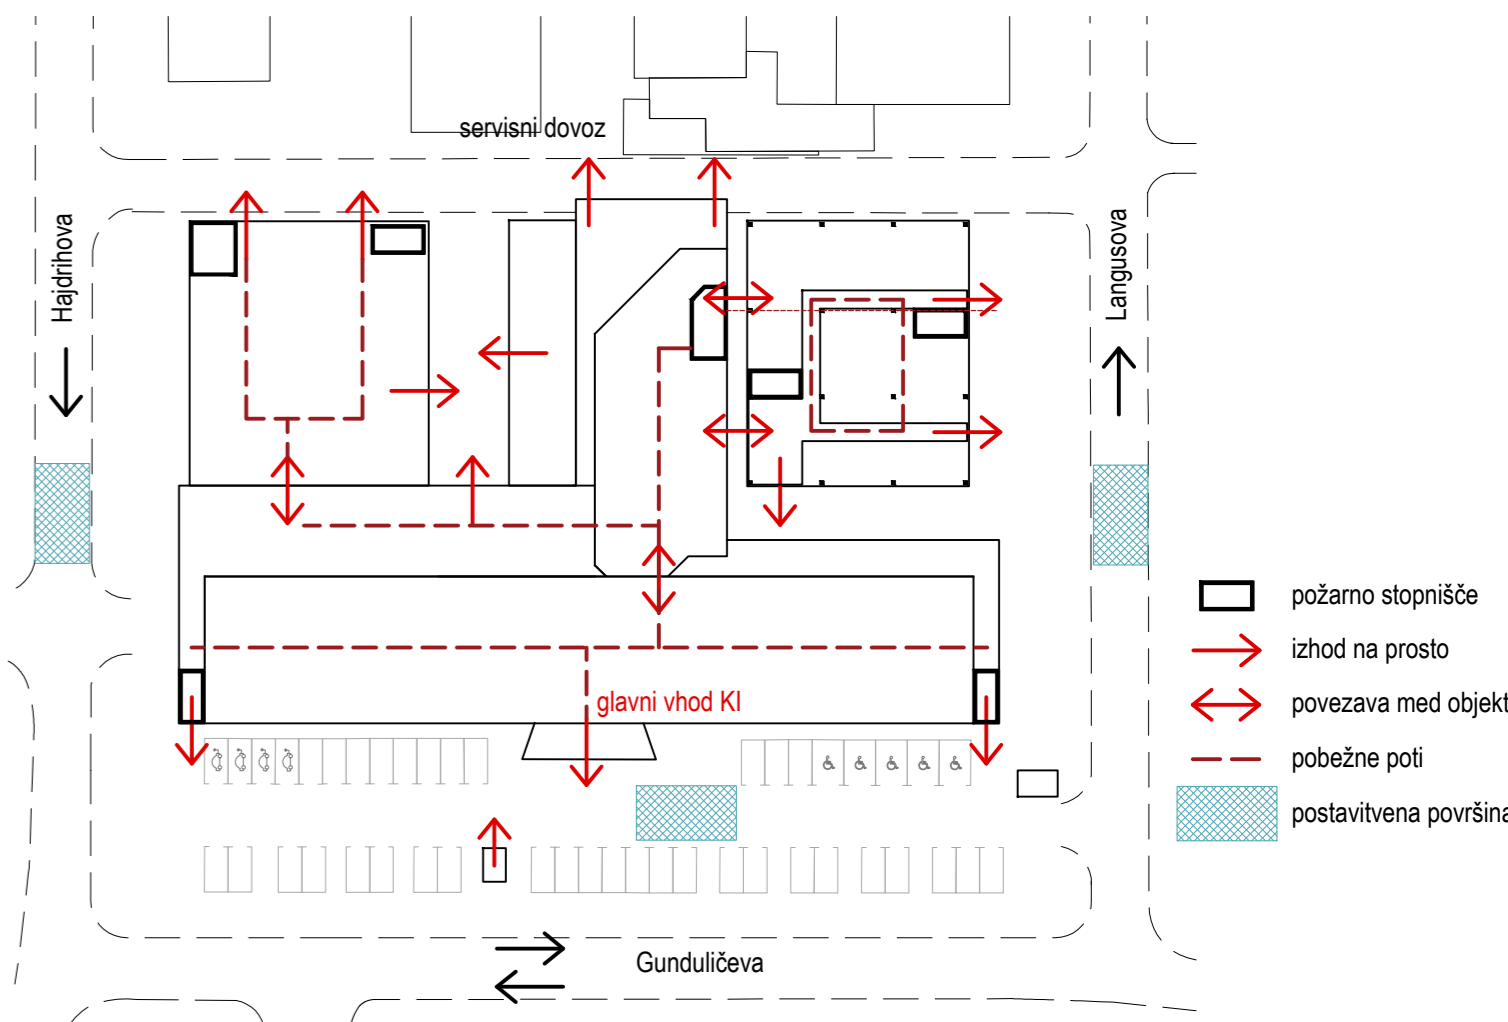 servisni dovoz
Hajdrihova
Langusova
glavni vhod KI
Gunduličeva
požarno stopnišče
izhod na prosto
povezava med objekt
pobežne poti
postavitvena površina